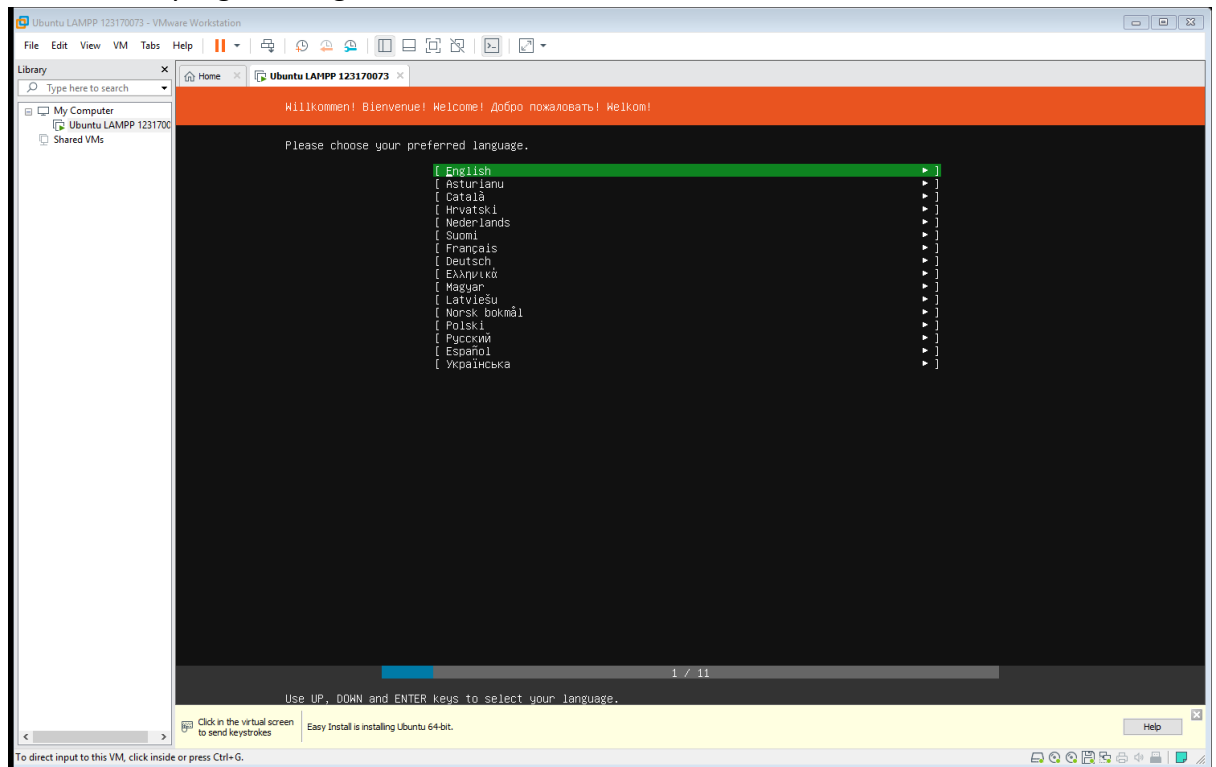 Ubuntu LAMPP 123170073 - VMware Workstation
File Edit View VM Tabs Help
Library
Type here to search
My Computer
Ubuntu LAMPP 1231700
Shared VMs
Home
Ubuntu LAMPP 123170073
Willkommen! Bienvenue! Welcome! Добро пожаловать! Welkom!
Please choose your preferred language.
[ English ► ]
[ Asturianu ► ]
[ Català ► ]
[ Hrvatski ► ]
[ Nederlands ► ]
[ Suomi ► ]
[ Français ► ]
[ Deutsch ► ]
[ Ελληνικά ► ]
[ Magyar ► ]
[ Latviešu ► ]
[ Norsk bokmål ► ]
[ Polski ► ]
[ Русский ► ]
[ Español ► ]
[ Українська ► ]
1 / 11
Use UP, DOWN and ENTER keys to select your language.
Click in the virtual screen
to send keystrokes
Easy Install is installing Ubuntu 64-bit.
Help
To direct input to this VM, click inside or press Ctrl+G.